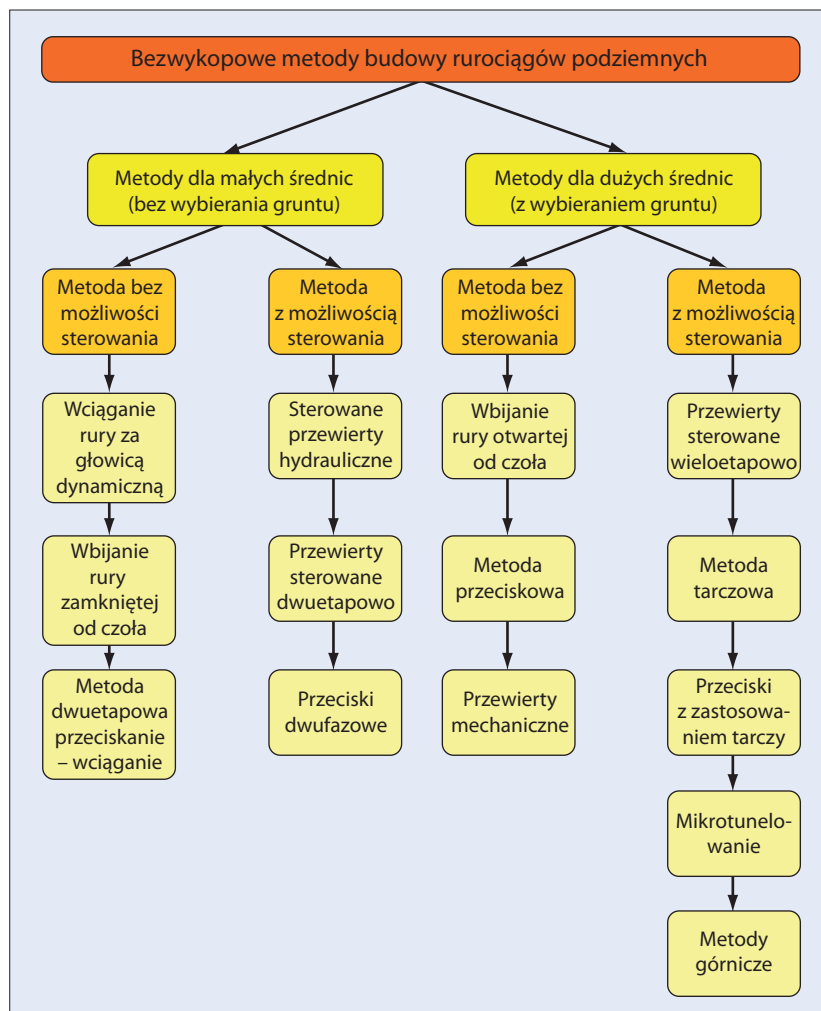 Bezwykopowe metody budowy rurociągów podziemnych
Metody dla małych średnic
(bez wybierania gruntu)
Metody dla dużych średnic
(z wybieraniem gruntu)
Metoda bez
możliwości
sterowania
Metoda
z możliwością
sterowania
Metoda bez
możliwości
sterowania
Metoda
z możliwością
sterowania
Wciąganie
rury za
głowicą
dynamiczną
Sterowane
przewierty
hydrauliczne
Wbijanie
rury otwartej
od czoła
Przewierty
sterowane
wieloetapowo
Wbijanie
rury
zamkniętej
od czoła
Przewierty
sterowane
dwuetapowo
Metoda
przeciskowa
Metoda
tarczowa
Metoda
dwuetapowa
przeciskanie
– wciąganie
Przeciski
dwufazowe
Przewierty
mechaniczne
Przeciski
z zastosowa-
niem tarczy
Mikrotunelo-
wanie
Metody
górnicze